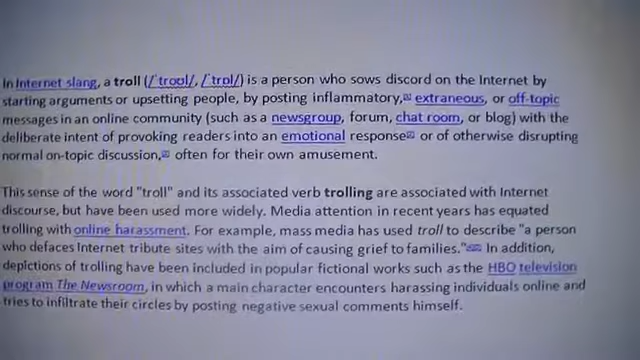 In Internet slang, a troll (/ˈtroʊl/, /ˈtrɒl/) is a person who sows discord on the Internet by
starting arguments or upsetting people, by posting inflammatory, extraneous, or off-topic
messages in an online community (such as a newsgroup, forum, chat room, or blog) with the
deliberate intent of provoking readers into an emotional response or of otherwise disrupting
normal on-topic discussion, often for their own amusement.
This sense of the word "troll" and its associated verb trolling are associated with Internet
discourse, but have been used more widely. Media attention in recent years has equated
trolling with online harassment. For example, mass media has used troll to describe "a person
who defaces Internet tribute sites with the aim of causing grief to families." In addition,
depictions of trolling have been included in popular fictional works such as the HBO television
program The Newsroom, in which a main character encounters harassing individuals online and
tries to infiltrate their circles by posting negative sexual comments himself.